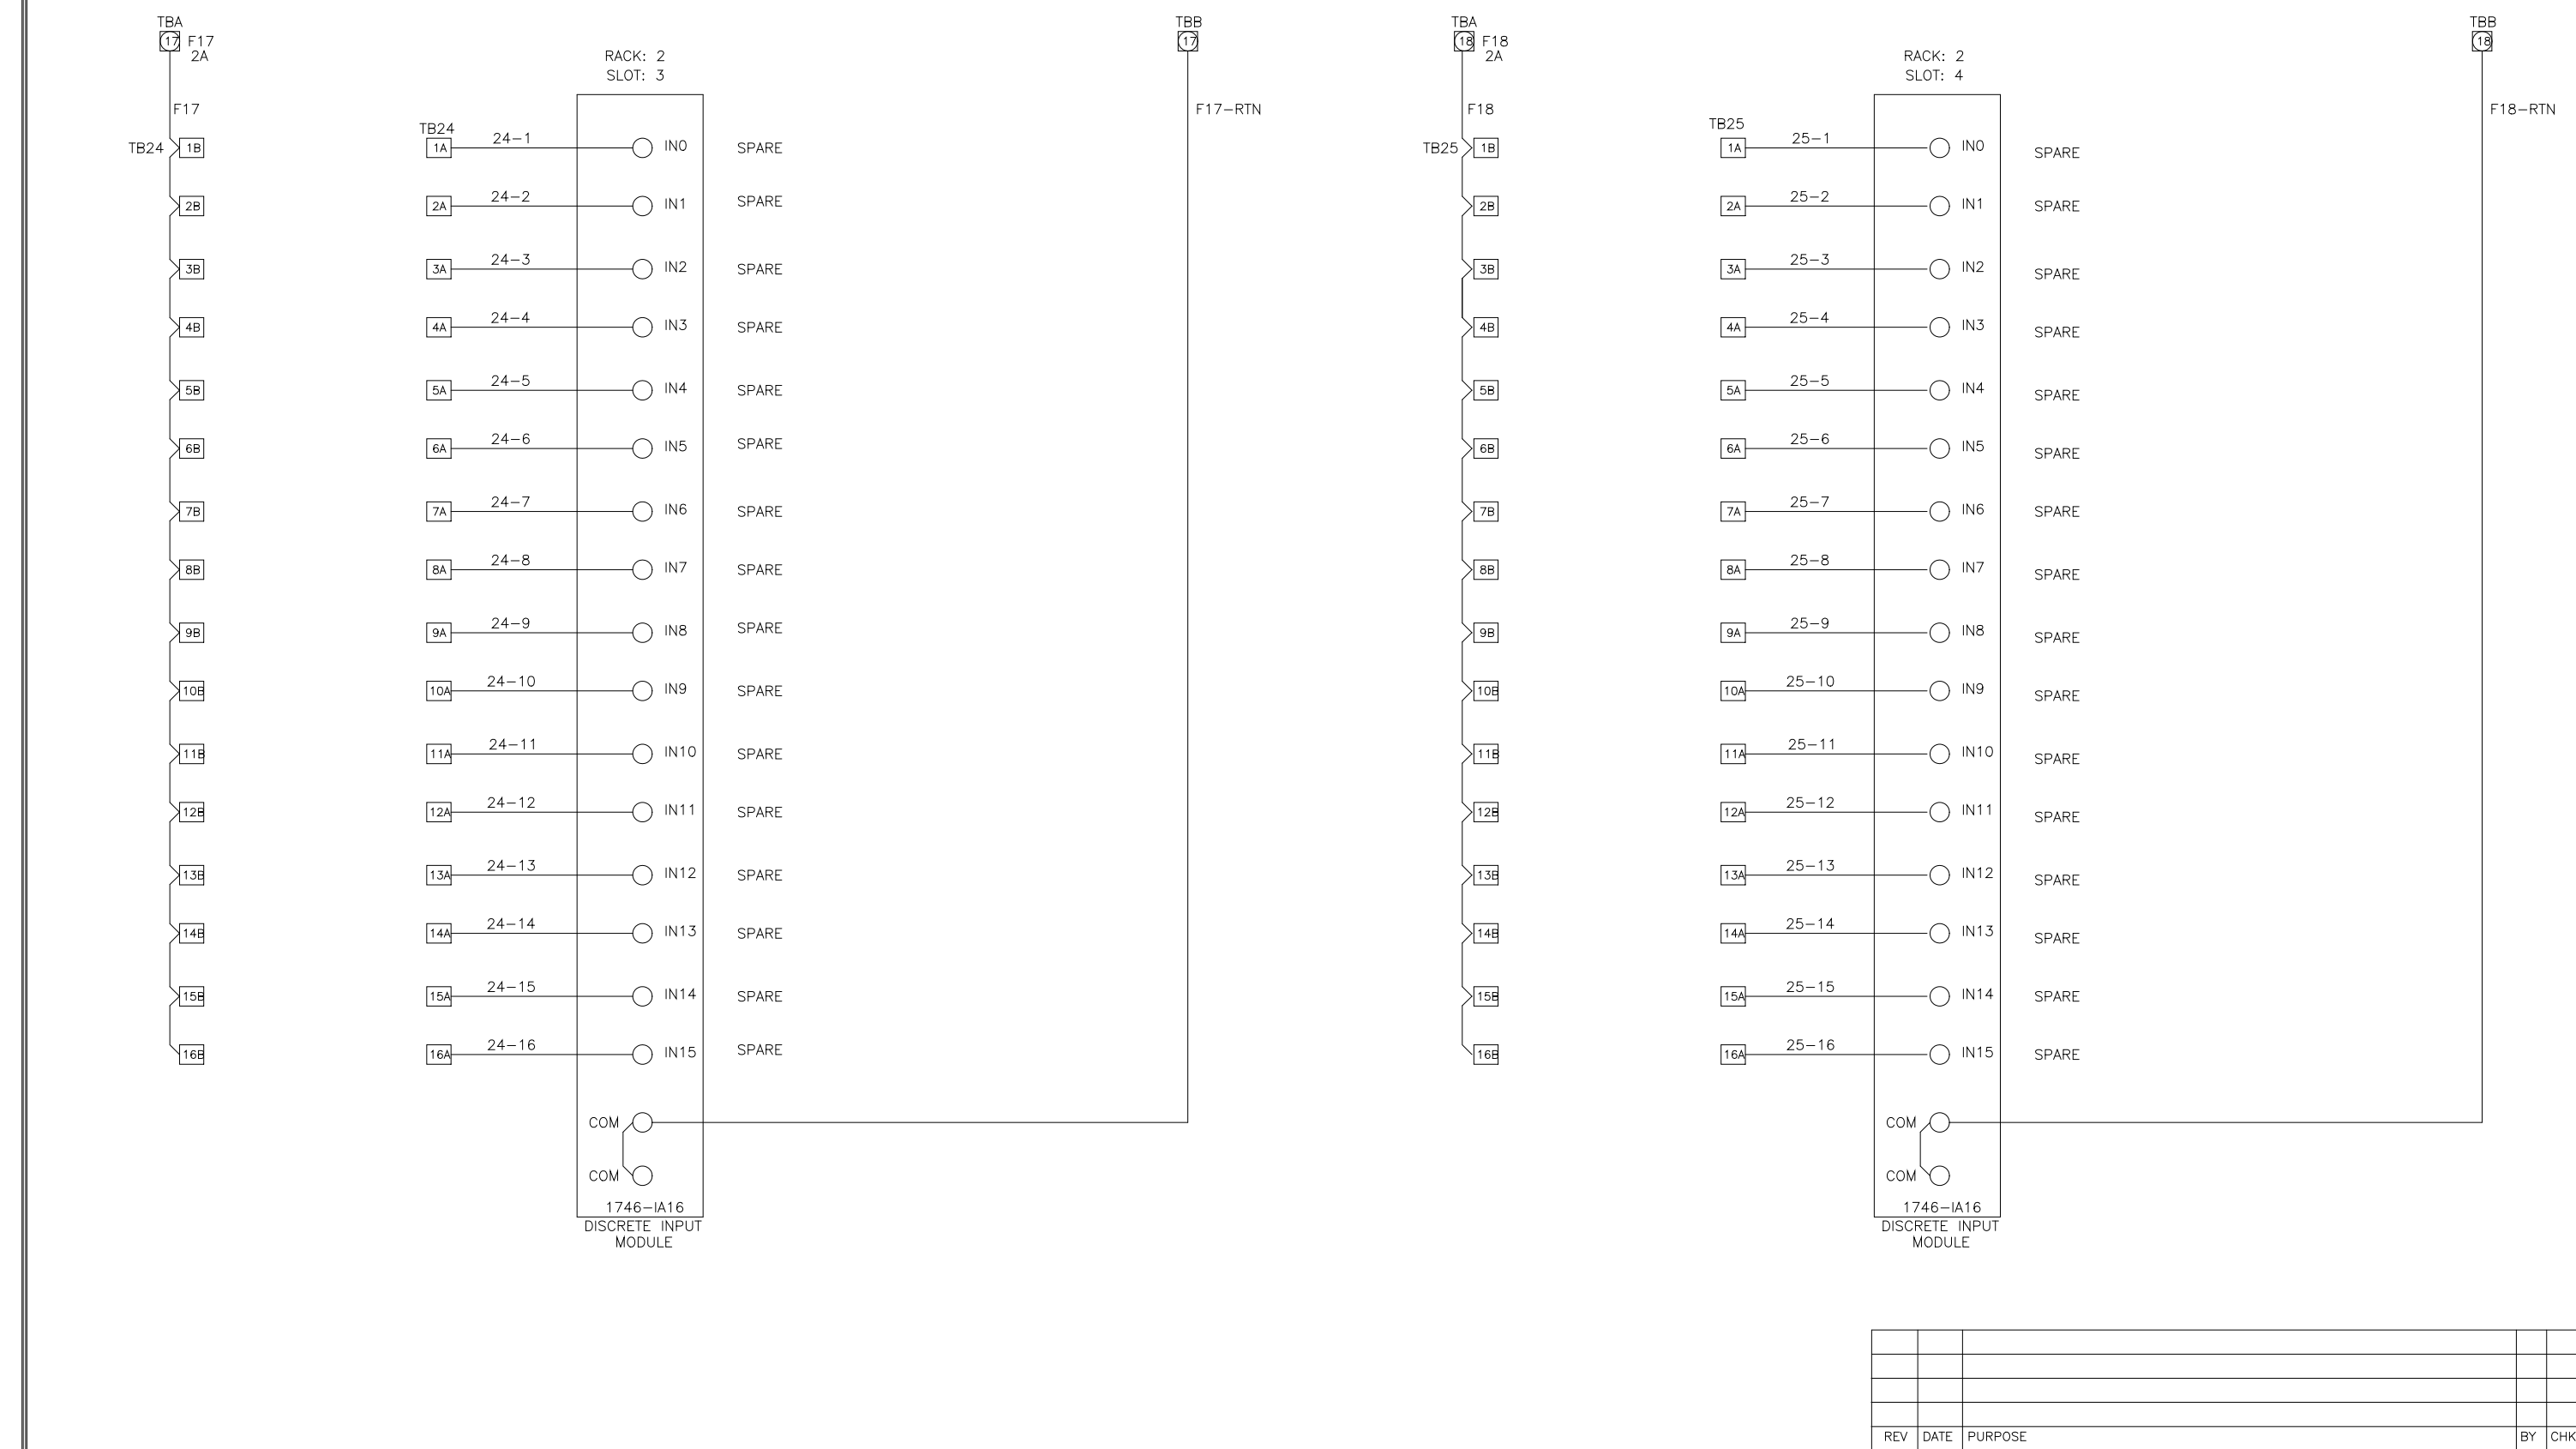 TBA
17 F17
2A
F17
TB24 1B
2B
3B
4B
5B
6B
7B
8B
9B
10B
11B
12B
13B
14B
15B
16B
RACK: 2
SLOT: 3
TB24
1A 24-1 IN0 SPARE
2A 24-2 IN1 SPARE
3A 24-3 IN2 SPARE
4A 24-4 IN3 SPARE
5A 24-5 IN4 SPARE
6A 24-6 IN5 SPARE
7A 24-7 IN6 SPARE
8A 24-8 IN7 SPARE
9A 24-9 IN8 SPARE
10A 24-10 IN9 SPARE
11A 24-11 IN10 SPARE
12A 24-12 IN11 SPARE
13A 24-13 IN12 SPARE
14A 24-14 IN13 SPARE
15A 24-15 IN14 SPARE
16A 24-16 IN15 SPARE
COM
COM
1746-IA16
DISCRETE INPUT
MODULE
TBB
17
F17-RTN
TBA
18 F18
2A
F18
TB25 1B
2B
3B
4B
5B
6B
7B
8B
9B
10B
11B
12B
13B
14B
15B
16B
RACK: 2
SLOT: 4
TB25
1A 25-1 IN0 SPARE
2A 25-2 IN1 SPARE
3A 25-3 IN2 SPARE
4A 25-4 IN3 SPARE
5A 25-5 IN4 SPARE
6A 25-6 IN5 SPARE
7A 25-7 IN6 SPARE
8A 25-8 IN7 SPARE
9A 25-9 IN8 SPARE
10A 25-10 IN9 SPARE
11A 25-11 IN10 SPARE
12A 25-12 IN11 SPARE
13A 25-13 IN12 SPARE
14A 25-14 IN13 SPARE
15A 25-15 IN14 SPARE
16A 25-16 IN15 SPARE
COM
COM
1746-IA16
DISCRETE INPUT
MODULE
TBB
18
F18-RTN
REV DATE PURPOSE BY CHK